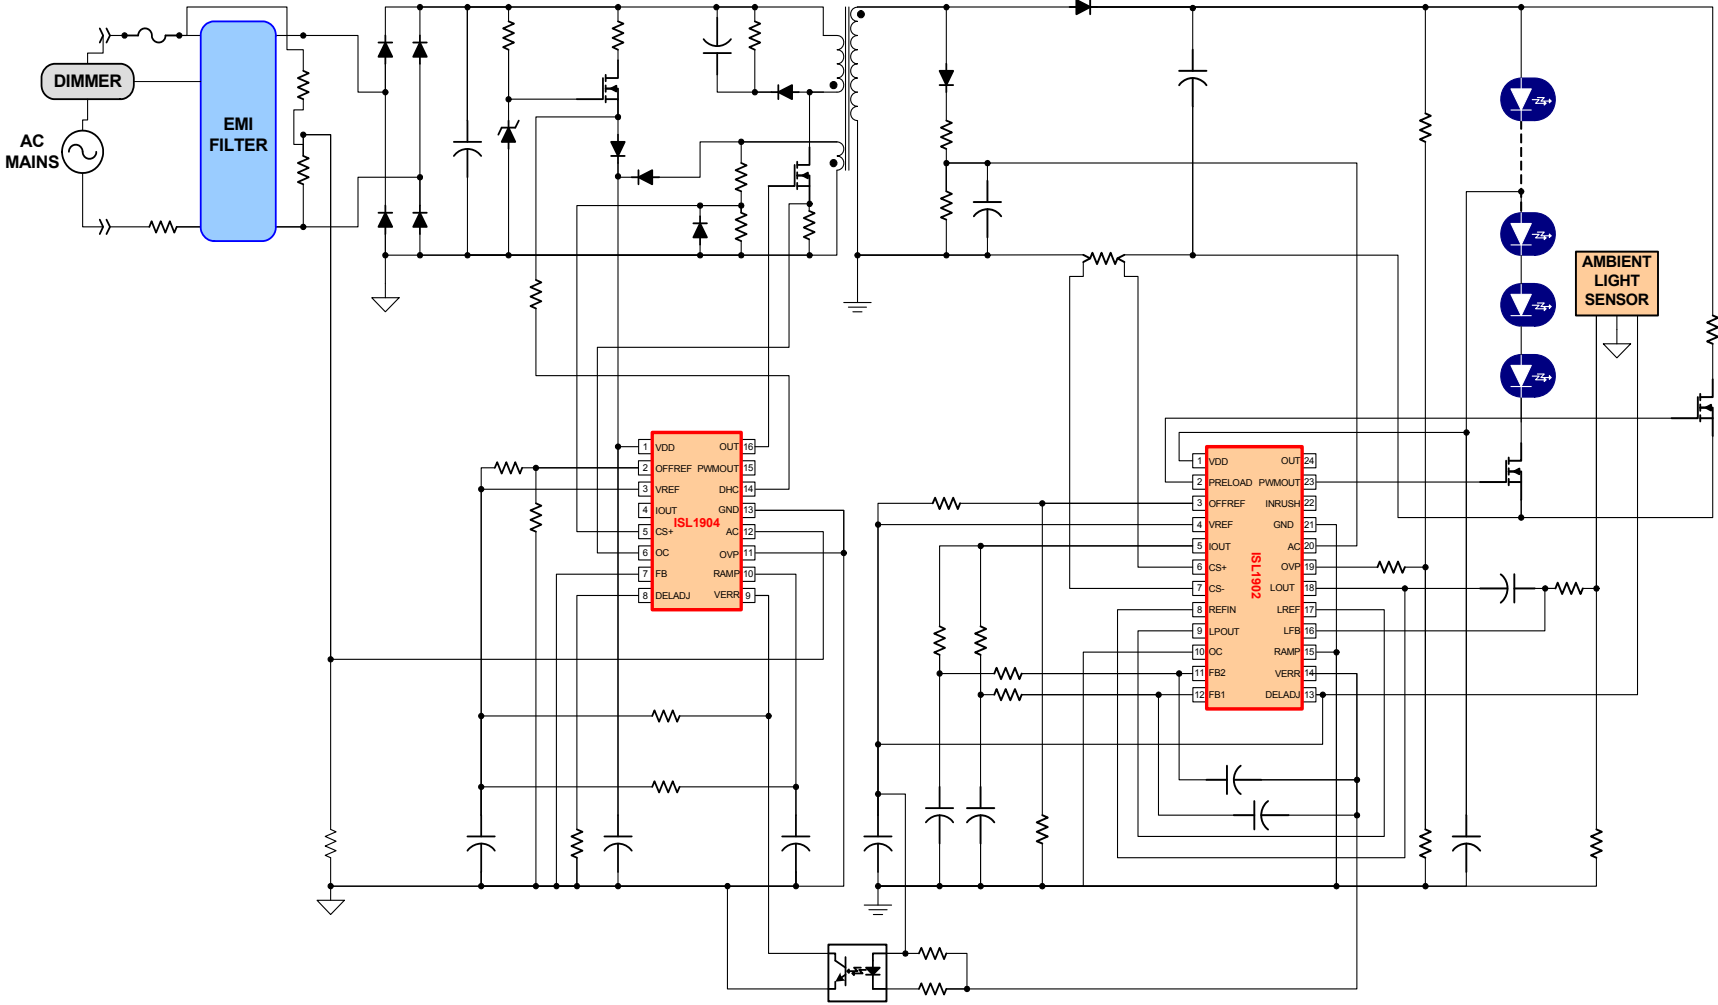 DIMMER
AC
MAINS
EMI
FILTER
AMBIENT
LIGHT
SENSOR
ISL1904
1 VDD
2 OFFREF
3 VREF
4 IOUT
5 CS+
6 OC
7 FB
8 DELADJ
OUT 16
PWMOUT 15
DHC 14
GND 13
AC 12
OVP 11
RAMP 10
VERR 9
ISL1902
1 VDD
2 PRELOAD
3 OFFREF
4 VREF
5 IOUT
6 CS+
7 CS-
8 REFIN
9 LPOUT
10 OC
11 FB2
12 FB1
OUT 24
PWMOUT 23
INRUSH 22
GND 21
AC 20
OVP 19
LOUT 18
LREF 17
LFB 16
RAMP 15
VERR 14
DELADJ 13